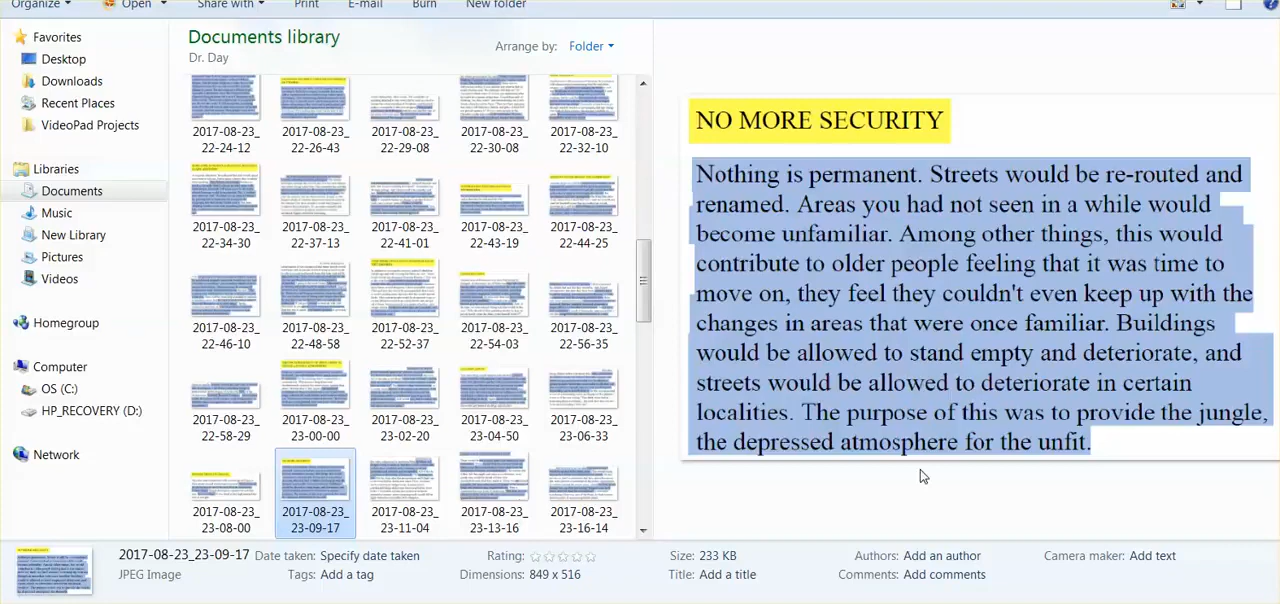 Organize
Open
Share with
Print
E-mail
Burn
New folder
Favorites
Desktop
Downloads
Recent Places
VideoPad Projects
Libraries
Documents
Music
New Library
Pictures
Videos
Homegroup
Computer
OS (C:)
HP_RECOVERY (D:)
Network
Documents library
Dr. Day
Arrange by: Folder
2017-08-23_
22-24-12
2017-08-23_
22-26-43
2017-08-23_
22-29-08
2017-08-23_
22-30-08
2017-08-23_
22-32-10
2017-08-23_
22-34-30
2017-08-23_
22-37-13
2017-08-23_
22-41-01
2017-08-23_
22-43-19
2017-08-23_
22-44-25
2017-08-23_
22-46-10
2017-08-23_
22-48-58
2017-08-23_
22-52-37
2017-08-23_
22-54-03
2017-08-23_
22-56-35
2017-08-23_
22-58-29
2017-08-23_
23-00-00
2017-08-23_
23-02-20
2017-08-23_
23-04-50
2017-08-23_
23-06-33
2017-08-23_
23-08-00
2017-08-23_
23-09-17
2017-08-23_
23-11-04
2017-08-23_
23-13-16
2017-08-23_
23-16-14
NO MORE SECURITY
Nothing is permanent. Streets would be re-routed and
renamed. Areas you had not seen in a while would
become unfamiliar. Among other things, this would
contribute to older people feeling that it was time to
move on, they feel they couldn't even keep up with the
changes in areas that were once familiar. Buildings
would be allowed to stand empty and deteriorate, and
streets would be allowed to deteriorate in certain
localities. The purpose of this was to provide the jungle,
the depressed atmosphere for the unfit.
2017-08-23_23-09-17 Date taken: Specify date taken
Rating:
Size: 233
Authors: Add an author
Camera maker: Add text
JPEG Image
Tags: Add a tag
849 x 516
Title: Add a title
Comments: Add comments